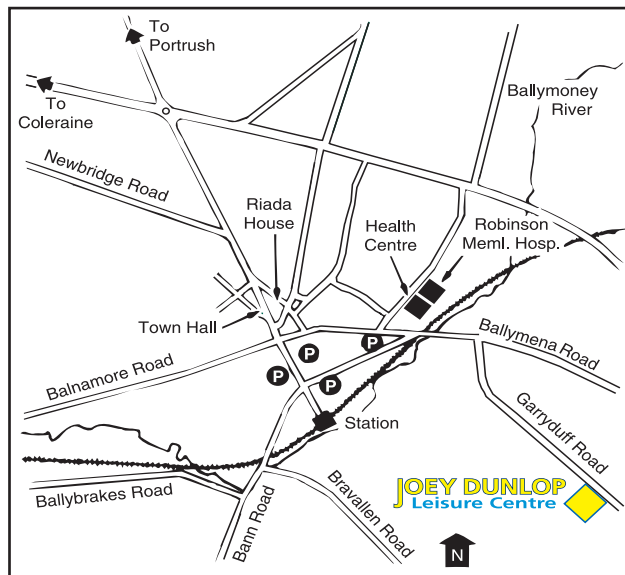 To
Portrush
To
Coleraine
Ballymoney
River
Newbridge Road
Riada
House
Health
Centre
Robinson
Meml. Hosp.
Town Hall
Balnamore Road
P
P
P
P
Ballymena Road
Garryduff Road
Station
Ballybrakes Road
Bann Road
Bravallen Road
JOEY DUNLOP
Leisure Centre
N